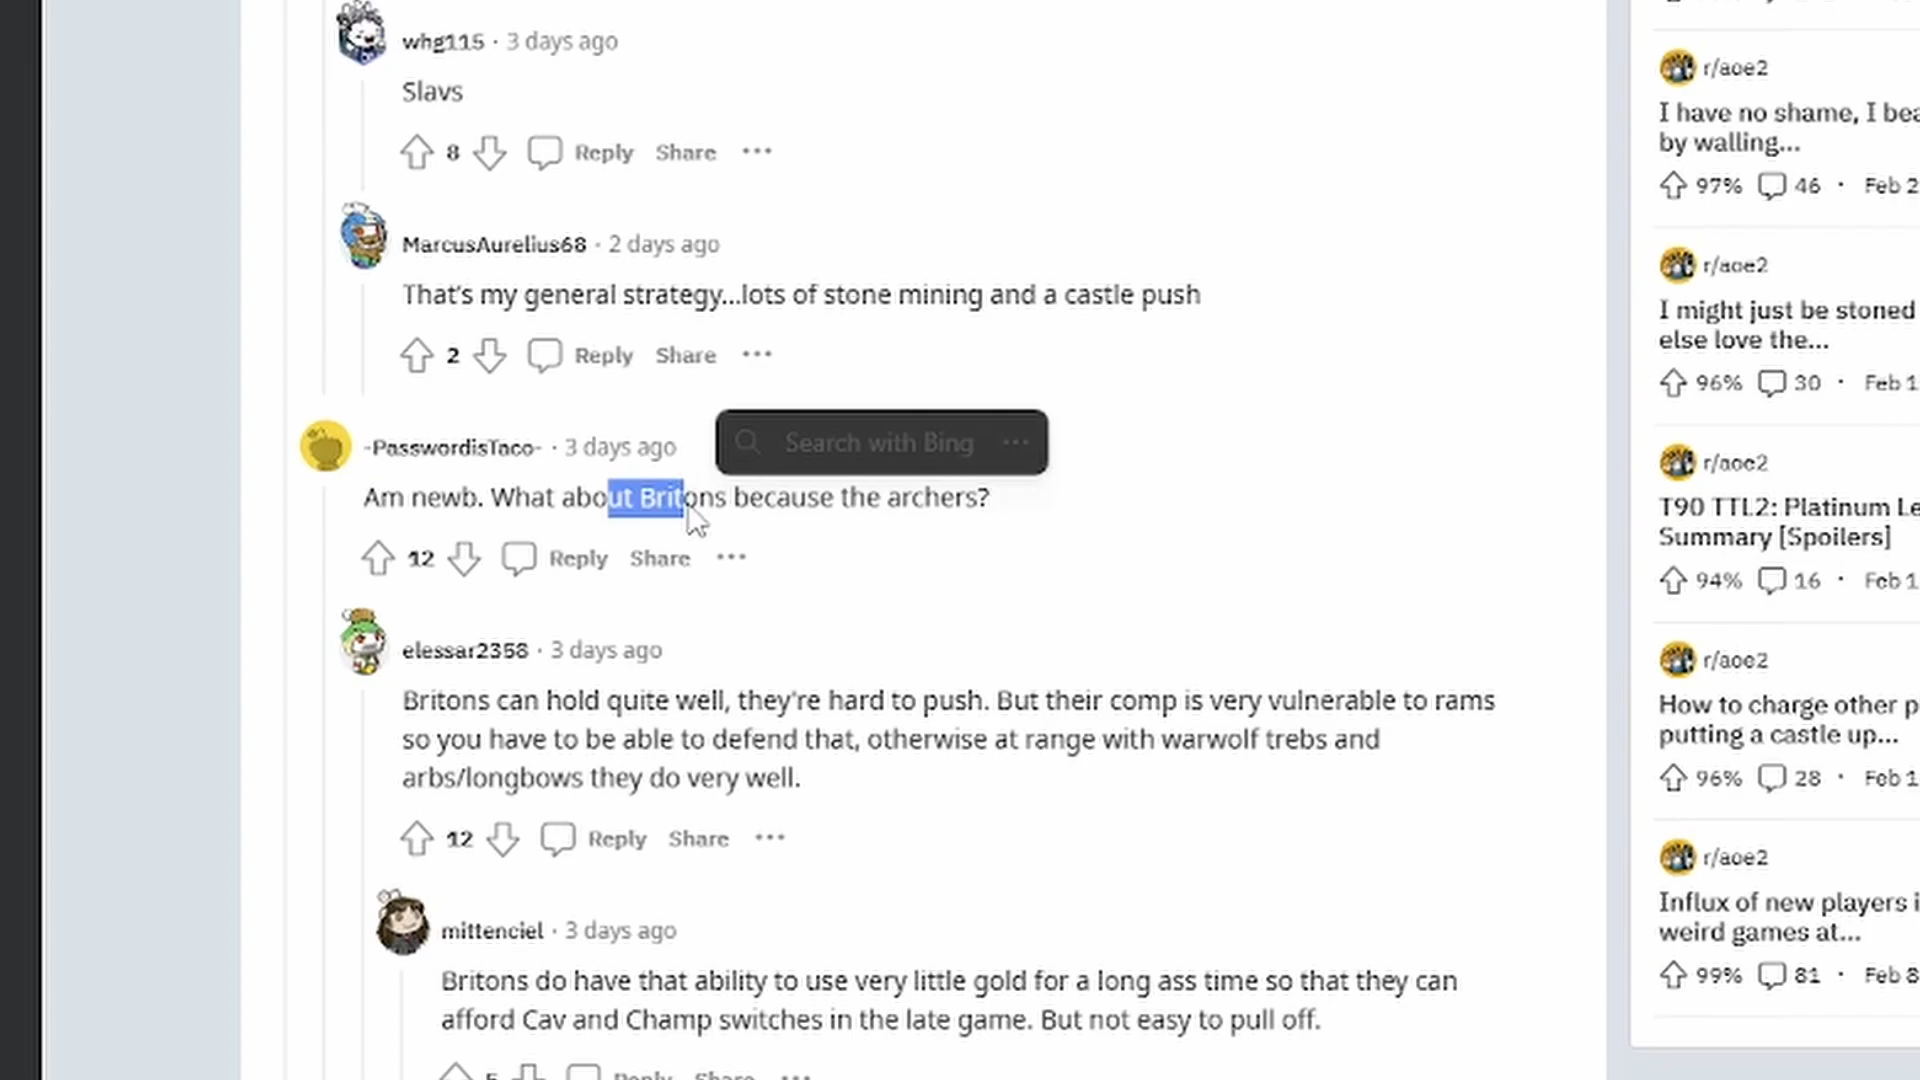 whg115 · 3 days ago
Slavs
8 Reply Share ···
MarcusAurelius68 · 2 days ago
That's my general strategy...lots of stone mining and a castle push
2 Reply Share ···
-PasswordisTaco- · 3 days ago
Search with Bing ···
Am newb. What about Britons because the archers?
12 Reply Share ···
elessar2358 · 3 days ago
Britons can hold quite well, they're hard to push. But their comp is very vulnerable to rams
so you have to be able to defend that, otherwise at range with warwolf trebs and
arbs/longbows they do very well.
12 Reply Share ···
mittenciel · 3 days ago
Britons do have that ability to use very little gold for a long ass time so that they can
afford Cav and Champ switches in the late game. But not easy to pull off.
5 Reply Share ···
r/aoe2
I have no shame, I bea
by walling...
97% 46 · Feb 2
r/aoe2
I might just be stoned
else love the...
96% 30 · Feb 1
r/aoe2
T90 TTL2: Platinum Le
Summary [Spoilers]
94% 16 · Feb 1
r/aoe2
How to charge other p
putting a castle up...
96% 28 · Feb 1
r/aoe2
Influx of new players i
weird games at...
99% 81 · Feb 8